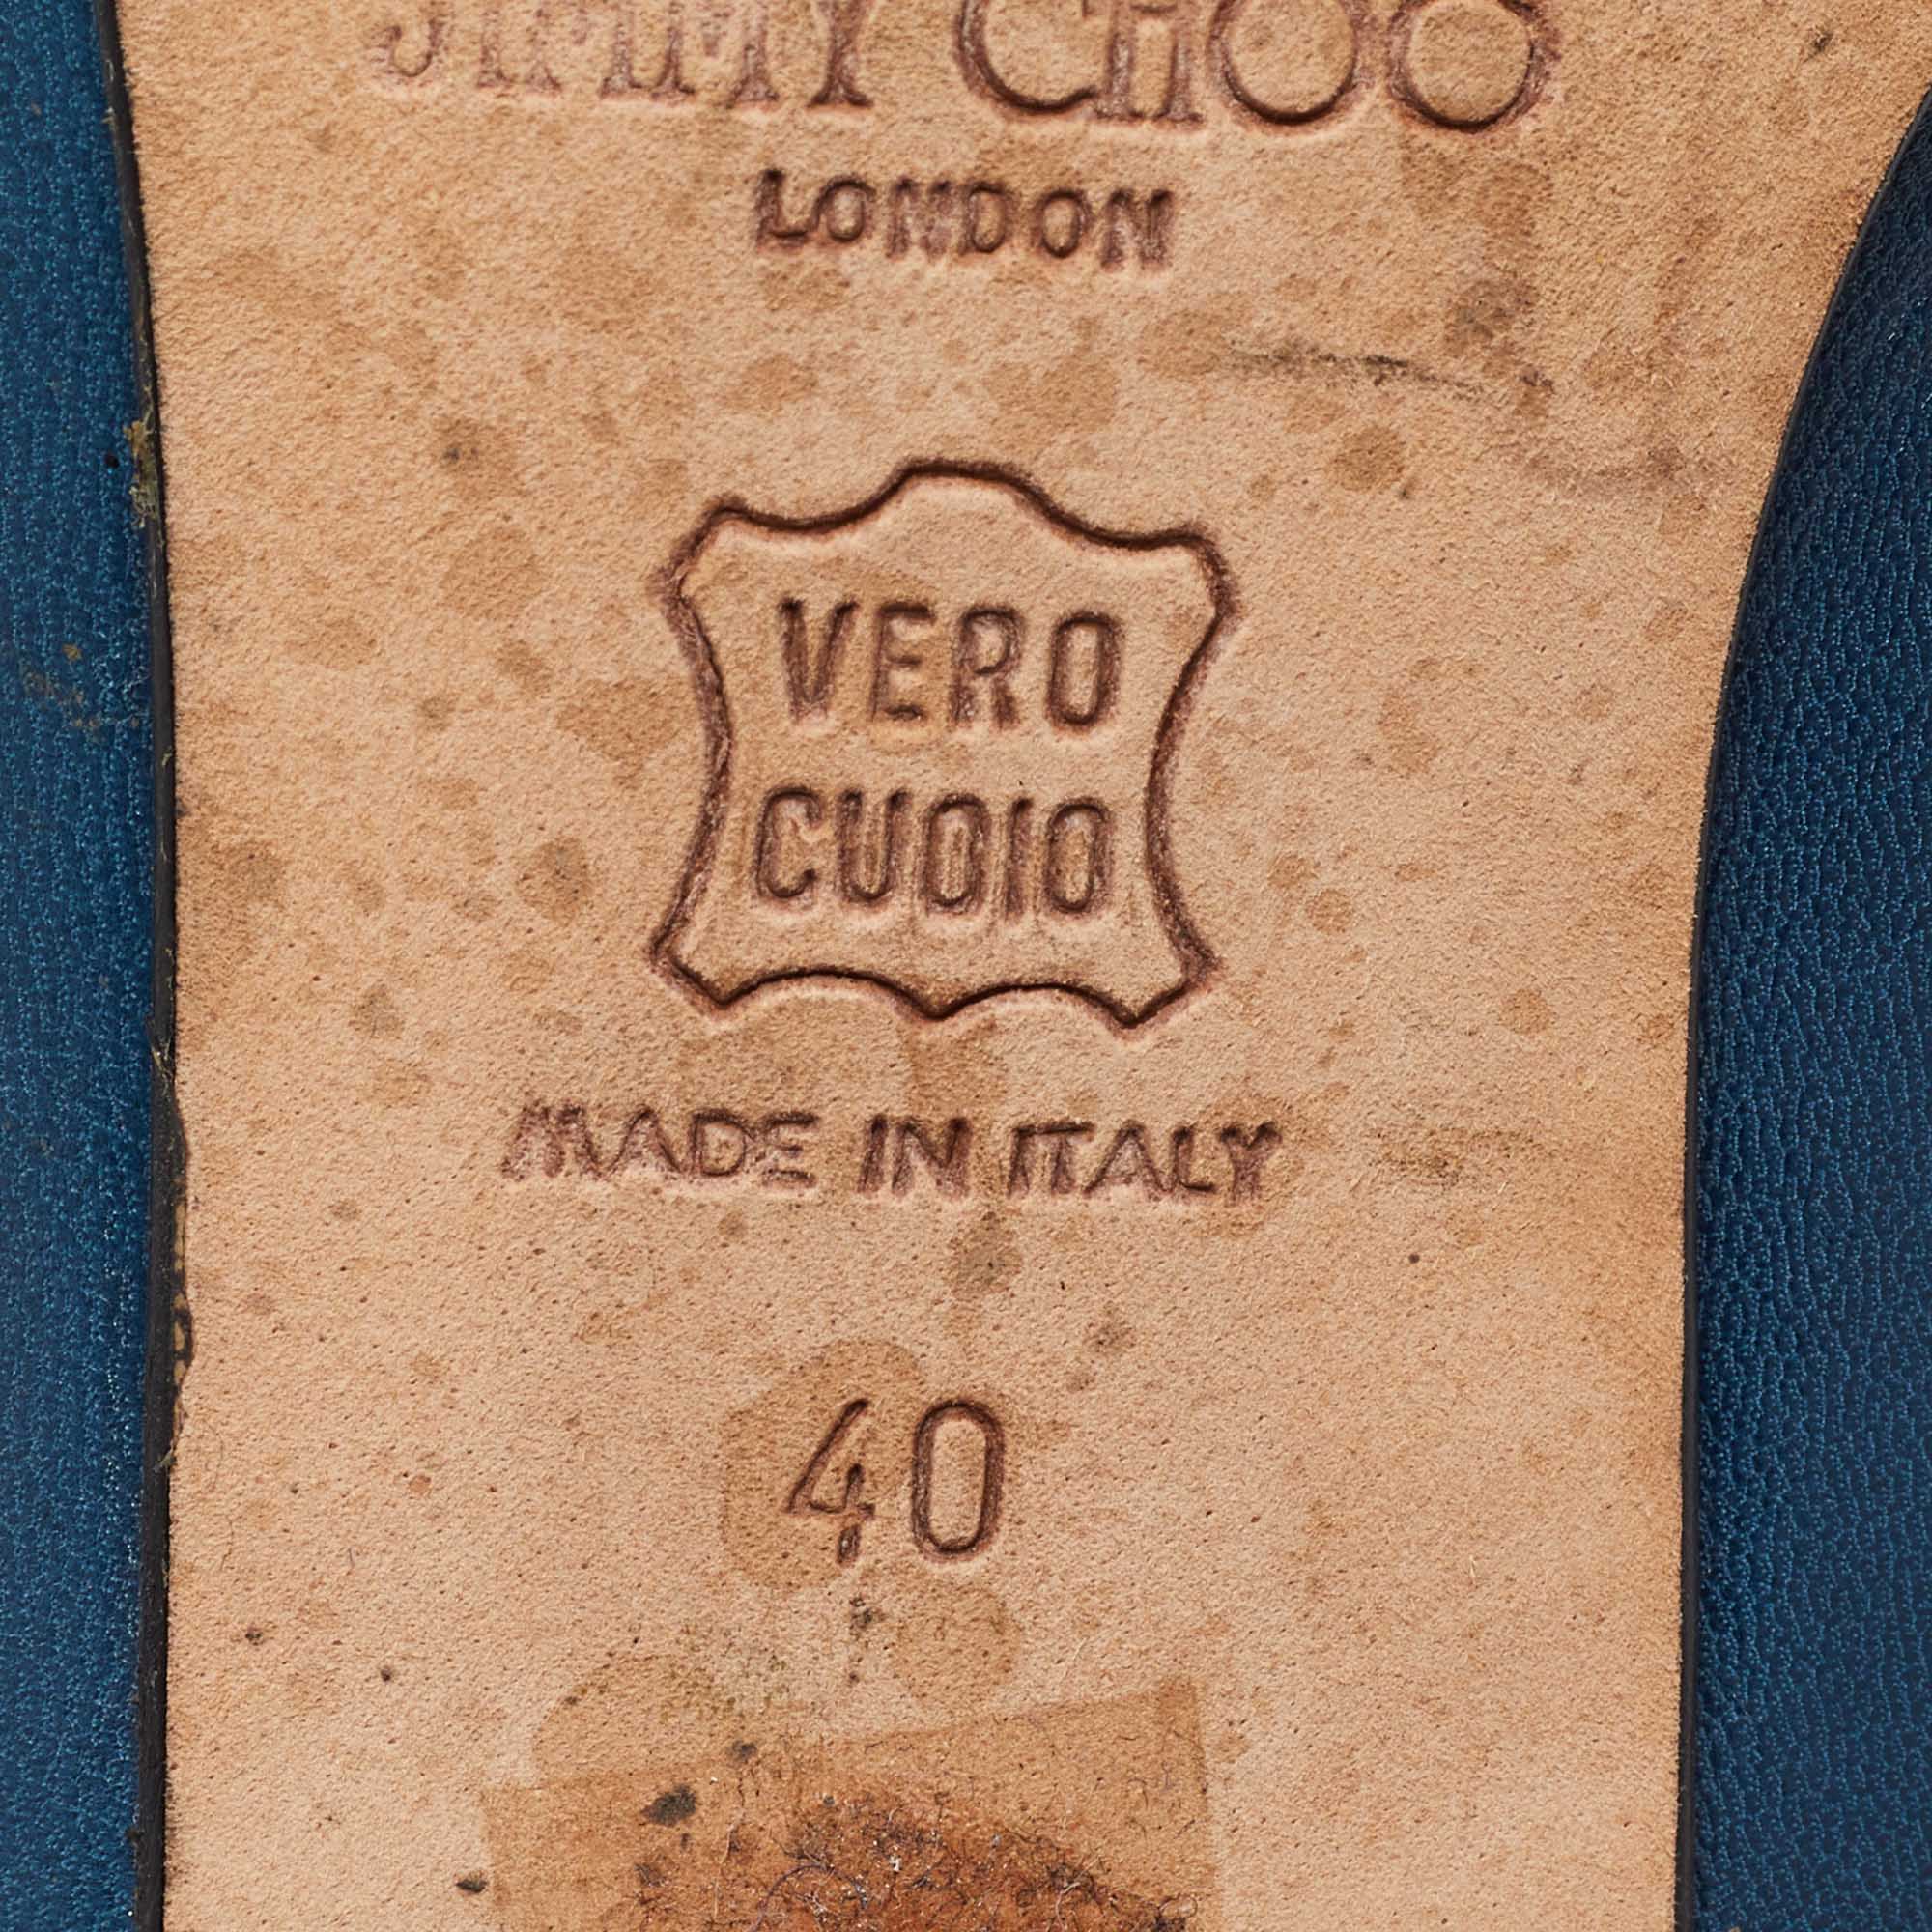 JIMMY CHOO
LONDON
VERO
CUOIO
MADE IN ITALY
40